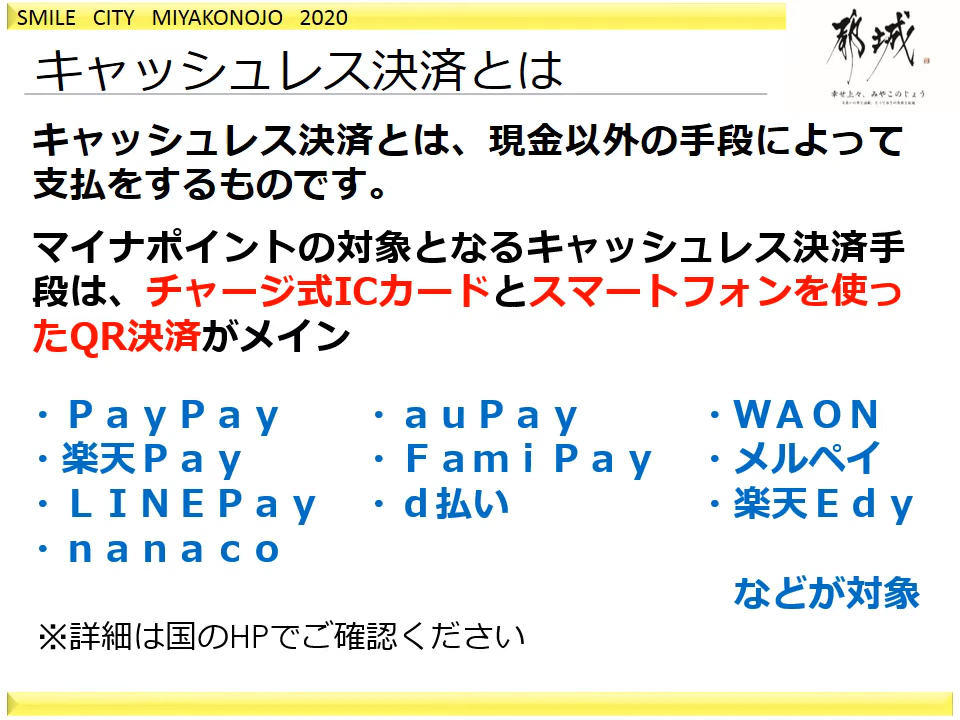 SMILE CITY MIYAKONOJO 2020
都城
幸せ上々、みやこのじょう
キャッシュレス決済とは
キャッシュレス決済とは、現金以外の手段によって
支払をするものです。
マイナポイントの対象となるキャッシュレス決済手
段は、チャージ式ICカードとスマートフォンを使っ
たQR決済がメイン
・ＰａｙＰａｙ ・ａｕＰａｙ ・ＷＡＯＮ
・楽天Ｐａｙ ・ＦａｍｉＰａｙ ・メルペイ
・ＬＩＮＥＰａｙ ・ｄ払い ・楽天Ｅｄｙ
・ｎａｎａｃｏ
などが対象
※詳細は国のHPでご確認ください